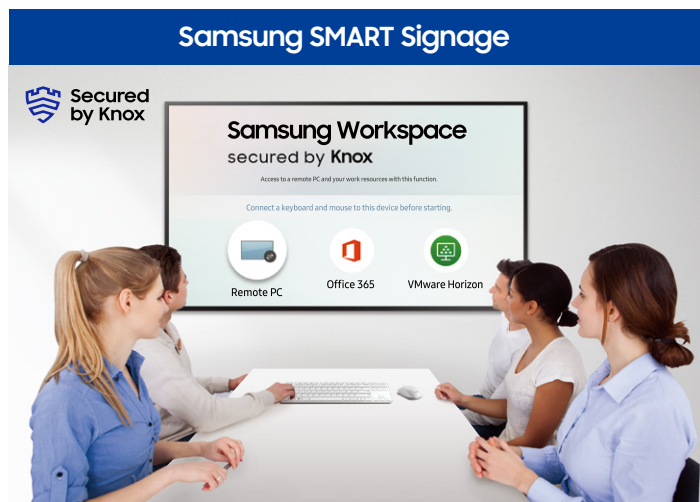 Samsung SMART Signage
Secured
by Knox
Samsung Workspace
secured by Knox
Access to a remote PC and your work resources with this function.
Connect a keyboard and mouse to this device before starting.
Remote PC
Office 365
VMware Horizon